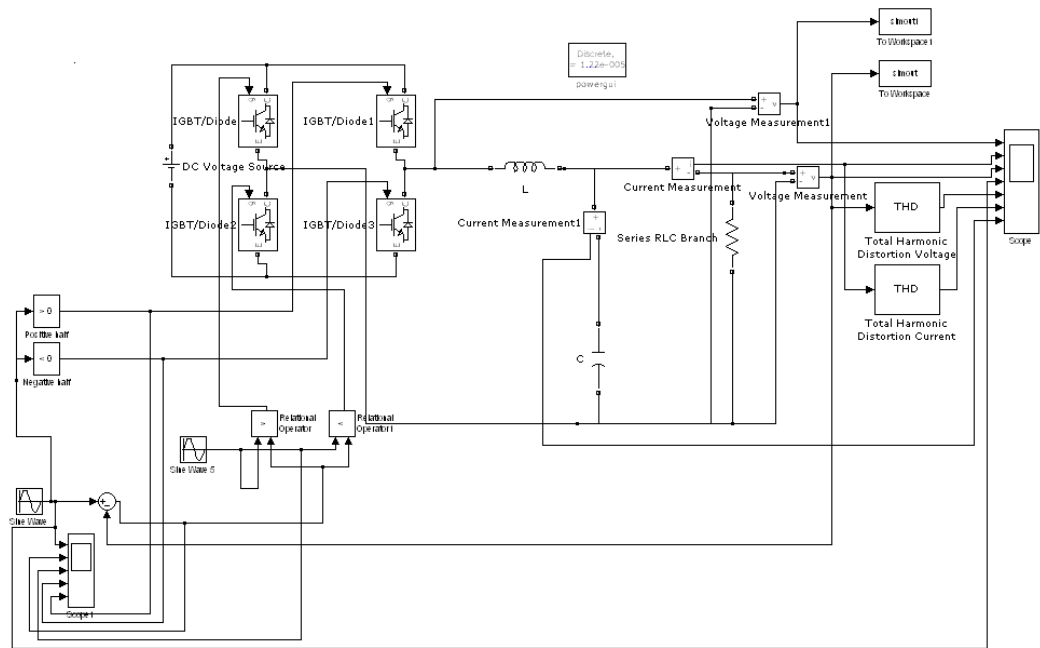 simout1
To Workspace1
simout
To Workspace
Discrete,
= 1.22e-005
powergui
+
-
v
Voltage Measurement1
g
C
E
IGBT/Diode
g
C
E
IGBT/Diode1
+
DC Voltage Source
L
+
-
i
Current Measurement
+
-
v
Voltage Measurement
Scope
g
C
E
IGBT/Diode2
g
C
E
IGBT/Diode3
Current Measurement1
+
-
i
Series RLC Branch
THD
Total Harmonic
Distortion Voltage
THD
Total Harmonic
Distortion Current
> 0
Positive half
< 0
Negative half
C
>
Relational
Operator
<
Relational
Operator1
Sine Wave 5
Sine Wave
+
-
Scope1